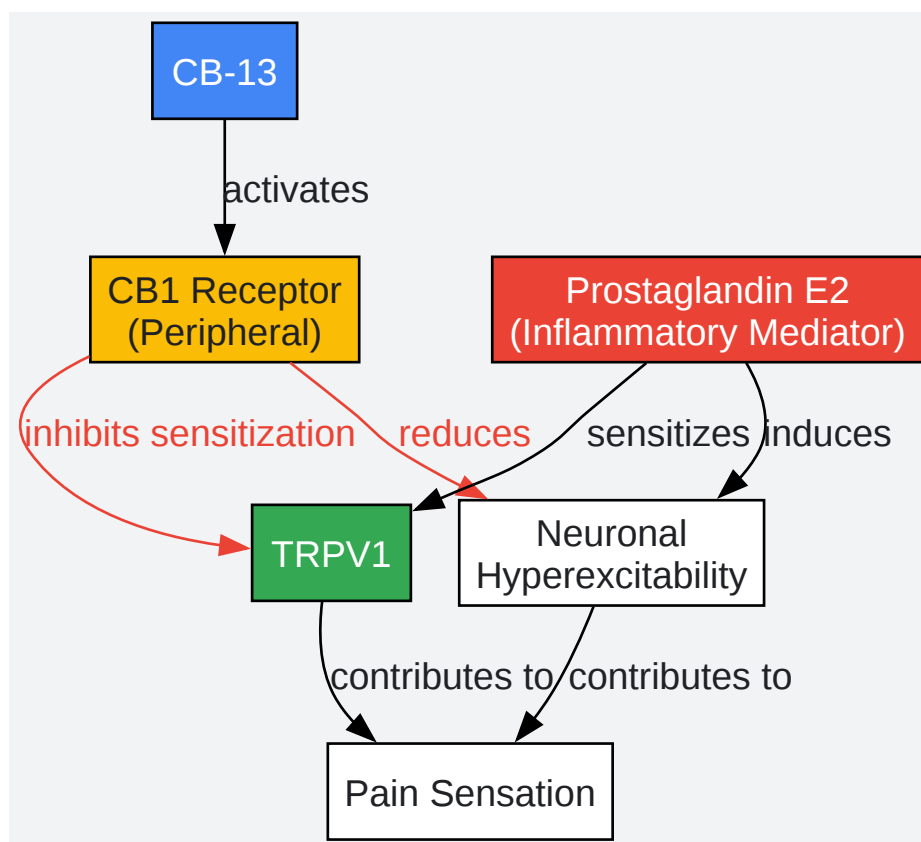 CB-13
activates
CB1 Receptor
(Peripheral)
Prostaglandin E2
(Inflammatory Mediator)
inhibits sensitization
reduces
sensitizes
induces
TRPV1
Neuronal
Hyperexcitability
contributes to
contributes to
Pain Sensation